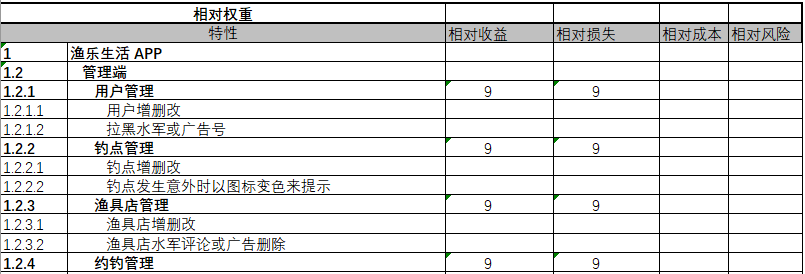 相对权重
特性 相对收益 相对损失 相对成本 相对风险
1 渔乐生活 APP
1.2 管理端
1.2.1 用户管理 9 9
1.2.1.1 用户增删改
1.2.1.2 拉黑水军或广告号
1.2.2 钓点管理 9 9
1.2.2.1 钓点增删改
1.2.2.2 钓点发生意外时以图标变色来提示
1.2.3 渔具店管理 9 9
1.2.3.1 渔具店增删改
1.2.3.2 渔具店水军评论或广告删除
1.2.4 约钓管理 9 9